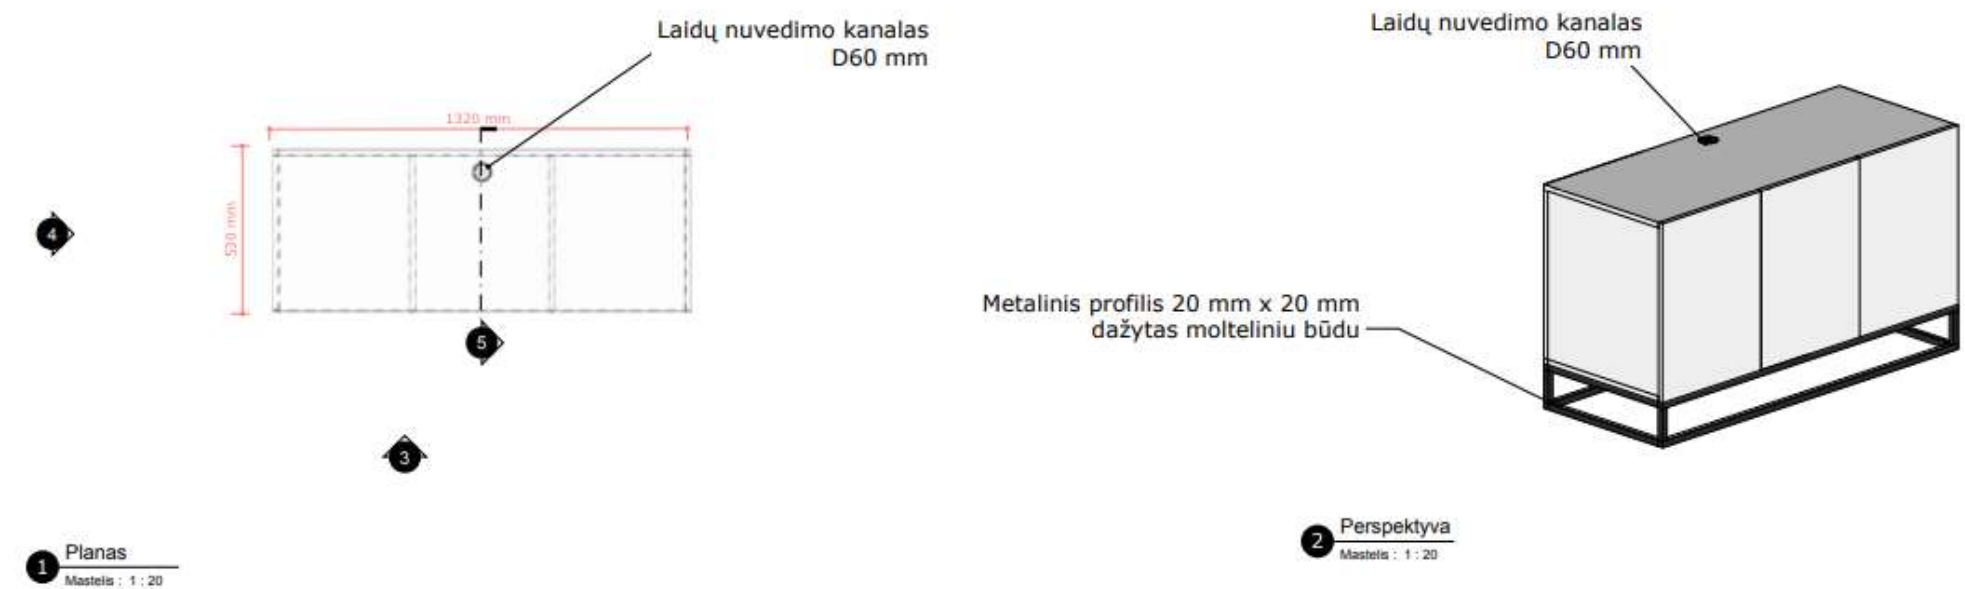 Laidų nuvedimo kanalas
D60 mm
1320 mm
530 mm
4
5
3
1
Planas
Mastelis : 1 : 20
Laidų nuvedimo kanalas
D60 mm
Metalinis profilis 20 mm x 20 mm
dažytas molteliniu būdu
2
Perspektyva
Mastelis : 1 : 20